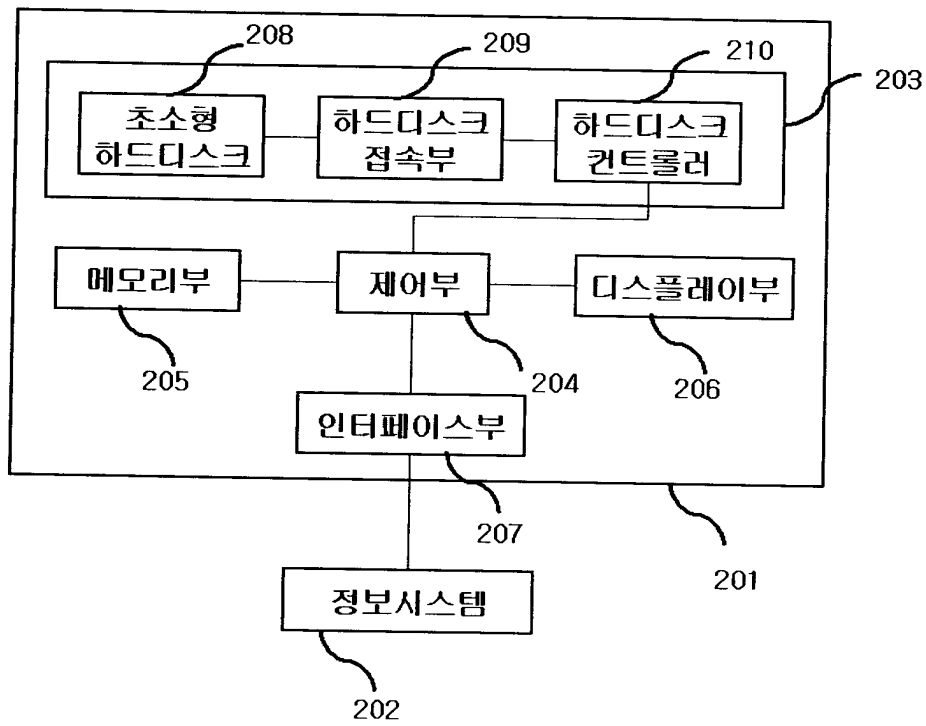 208
209
210
203
초소형
하드디스크
하드디스크
접속부
하드디스크
컨트롤러
메모리부
제어부
디스플레이부
205
204
206
인터페이스부
207
201
정보시스템
202